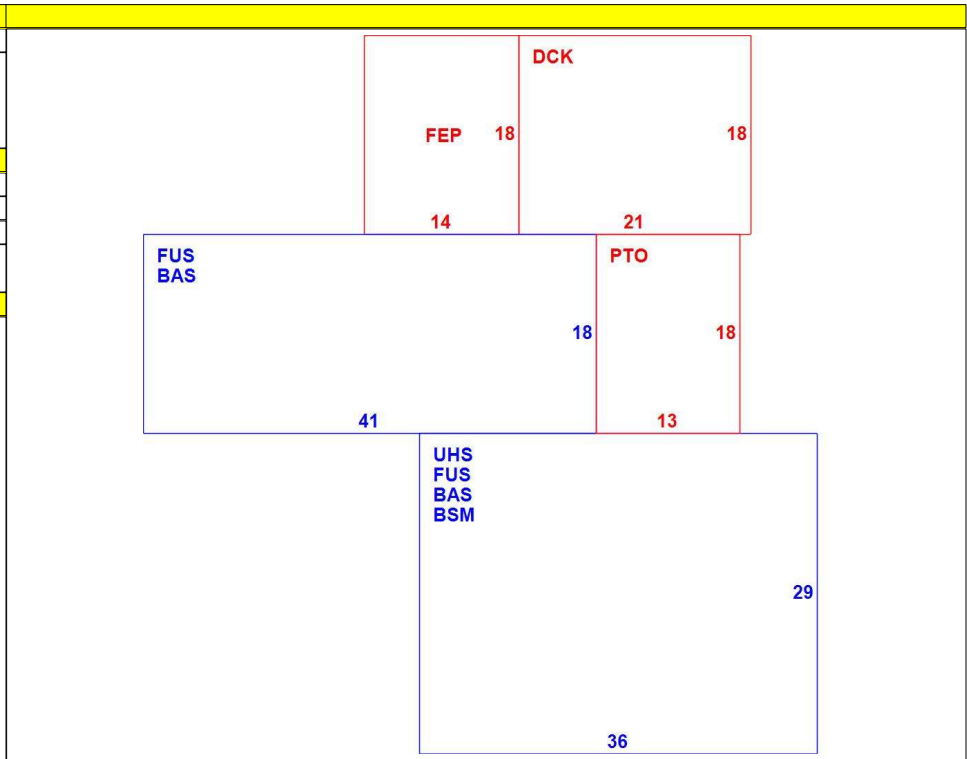 DCK
FEP 18 18
14 21
FUS
BAS
PTO
18 18
41 13
UHS
FUS
BAS
BSM
29
36